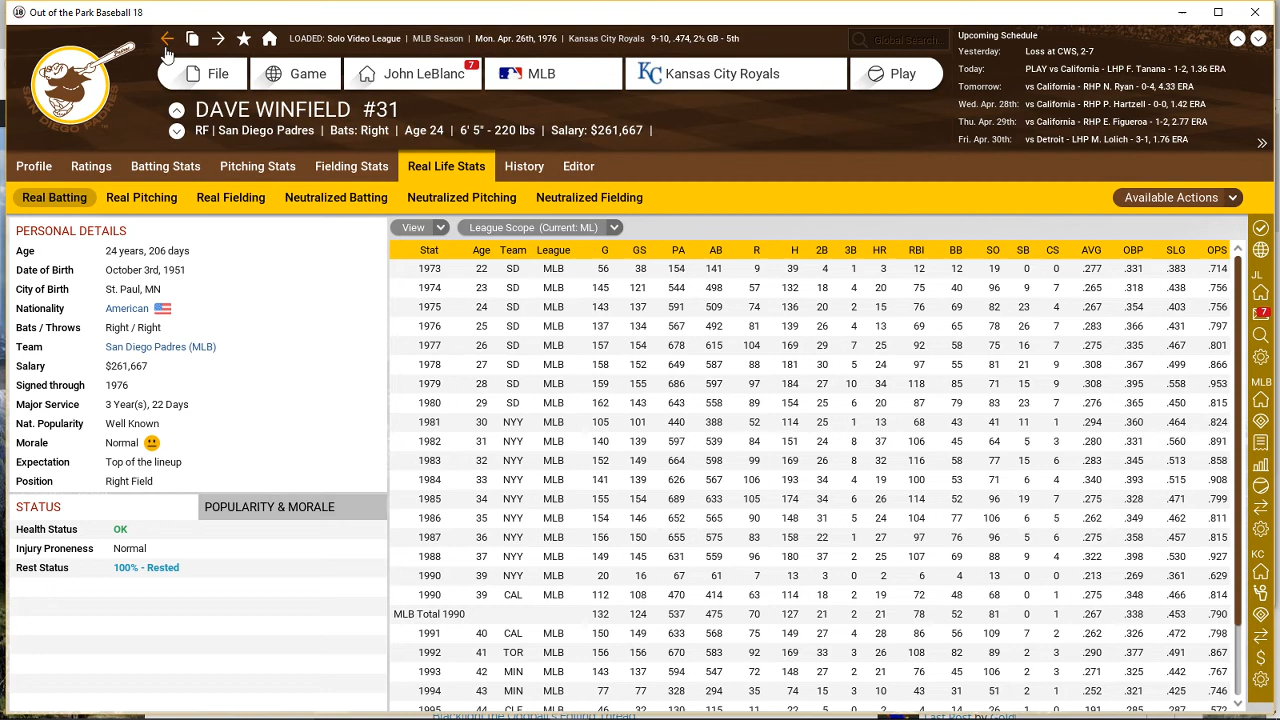 Out of the Park Baseball 18
LOADED: Solo Video League | MLB Season | Mon. Apr. 26th, 1976 | Kansas City Royals 9-10, .474, 2½ GB - 5th
Global Search...
File
Game
John LeBlanc
7
MLB
KC Kansas City Royals
Play
Upcoming Schedule
Yesterday: Loss at CWS, 2-7
Today: PLAY vs California - LHP F. Tanana - 1-2, 1.36 ERA
Tomorrow: vs California - RHP N. Ryan - 0-4, 4.33 ERA
Wed. Apr. 28th: vs California - RHP P. Hartzell - 0-0, 1.42 ERA
Thu. Apr. 29th: vs California - RHP E. Figueroa - 1-2, 2.77 ERA
Fri. Apr. 30th: vs Detroit - LHP M. Lolich - 3-1, 1.76 ERA
SAN DIEGO PADRES
DAVE WINFIELD #31
RF | San Diego Padres | Bats: Right | Age 24 | 6' 5" - 220 lbs | Salary: $261,667 |
Profile Ratings Batting Stats Pitching Stats Fielding Stats Real Life Stats History Editor
Real Batting Real Pitching Real Fielding Neutralized Batting Neutralized Pitching Neutralized Fielding
Available Actions
PERSONAL DETAILS
Age 24 years, 206 days
Date of Birth October 3rd, 1951
City of Birth St. Paul, MN
Nationality American
Bats / Throws Right / Right
Team San Diego Padres (MLB)
Salary $261,667
Signed through 1976
Major Service 3 Year(s), 22 Days
Nat. Popularity Well Known
Morale Normal
Expectation Top of the lineup
Position Right Field
STATUS POPULARITY & MORALE
Health Status OK
Injury Proneness Normal
Rest Status 100% - Rested
View League Scope (Current: ML)
Stat Age Team League G GS PA AB R H 2B 3B HR RBI BB SO SB CS AVG OBP SLG OPS
1973 22 SD MLB 56 38 154 141 9 39 4 1 3 12 12 19 0 0 .277 .331 .383 .714
1974 23 SD MLB 145 121 544 498 57 132 18 4 20 75 40 96 9 7 .265 .318 .438 .756
1975 24 SD MLB 143 137 591 509 74 136 20 2 15 76 69 82 23 4 .267 .354 .403 .756
1976 25 SD MLB 137 134 567 492 81 139 26 4 13 69 65 78 26 7 .283 .366 .431 .797
1977 26 SD MLB 157 154 678 615 104 169 29 7 25 92 58 75 16 7 .275 .335 .467 .801
1978 27 SD MLB 158 152 649 587 88 181 30 5 24 97 55 81 21 9 .308 .367 .499 .866
1979 28 SD MLB 159 155 686 597 97 184 27 10 34 118 85 71 15 9 .308 .395 .558 .953
1980 29 SD MLB 162 143 643 558 89 154 25 6 20 87 79 83 23 7 .276 .365 .450 .815
1981 30 NYY MLB 105 101 440 388 52 114 25 1 13 68 43 41 11 1 .294 .360 .464 .824
1982 31 NYY MLB 140 139 597 539 84 151 24 8 37 106 45 64 5 3 .280 .331 .560 .891
1983 32 NYY MLB 152 149 664 598 99 169 26 8 32 116 58 77 15 6 .283 .345 .513 .858
1984 33 NYY MLB 141 139 626 567 106 193 34 4 19 100 53 71 6 4 .340 .393 .515 .908
1985 34 NYY MLB 155 154 689 633 105 174 34 6 26 114 52 96 19 7 .275 .328 .471 .799
1986 35 NYY MLB 154 146 652 565 90 148 31 5 24 104 77 106 6 5 .262 .349 .462 .811
1987 36 NYY MLB 156 150 655 575 83 158 22 1 27 97 76 96 5 6 .275 .358 .457 .815
1988 37 NYY MLB 149 145 631 559 96 180 37 2 25 107 69 88 9 4 .322 .398 .530 .927
1990 39 NYY MLB 20 16 67 61 7 13 3 0 2 6 4 13 0 0 .213 .269 .361 .629
1990 39 CAL MLB 112 108 470 414 63 114 18 2 19 72 48 68 0 1 .275 .348 .466 .814
MLB Total 1990 132 124 537 475 70 127 21 2 21 78 52 81 0 1 .267 .338 .453 .790
1991 40 CAL MLB 150 149 633 568 75 149 27 4 28 86 56 109 7 2 .262 .326 .472 .798
1992 41 TOR MLB 156 156 670 583 92 169 33 3 26 108 82 89 2 3 .290 .377 .491 .867
1993 42 MIN MLB 143 137 594 547 72 148 27 2 21 76 45 106 2 3 .271 .325 .442 .767
1994 43 MIN MLB 77 77 328 294 35 74 15 3 10 43 31 51 2 1 .252 .321 .425 .746
JL
7
MLB
KC